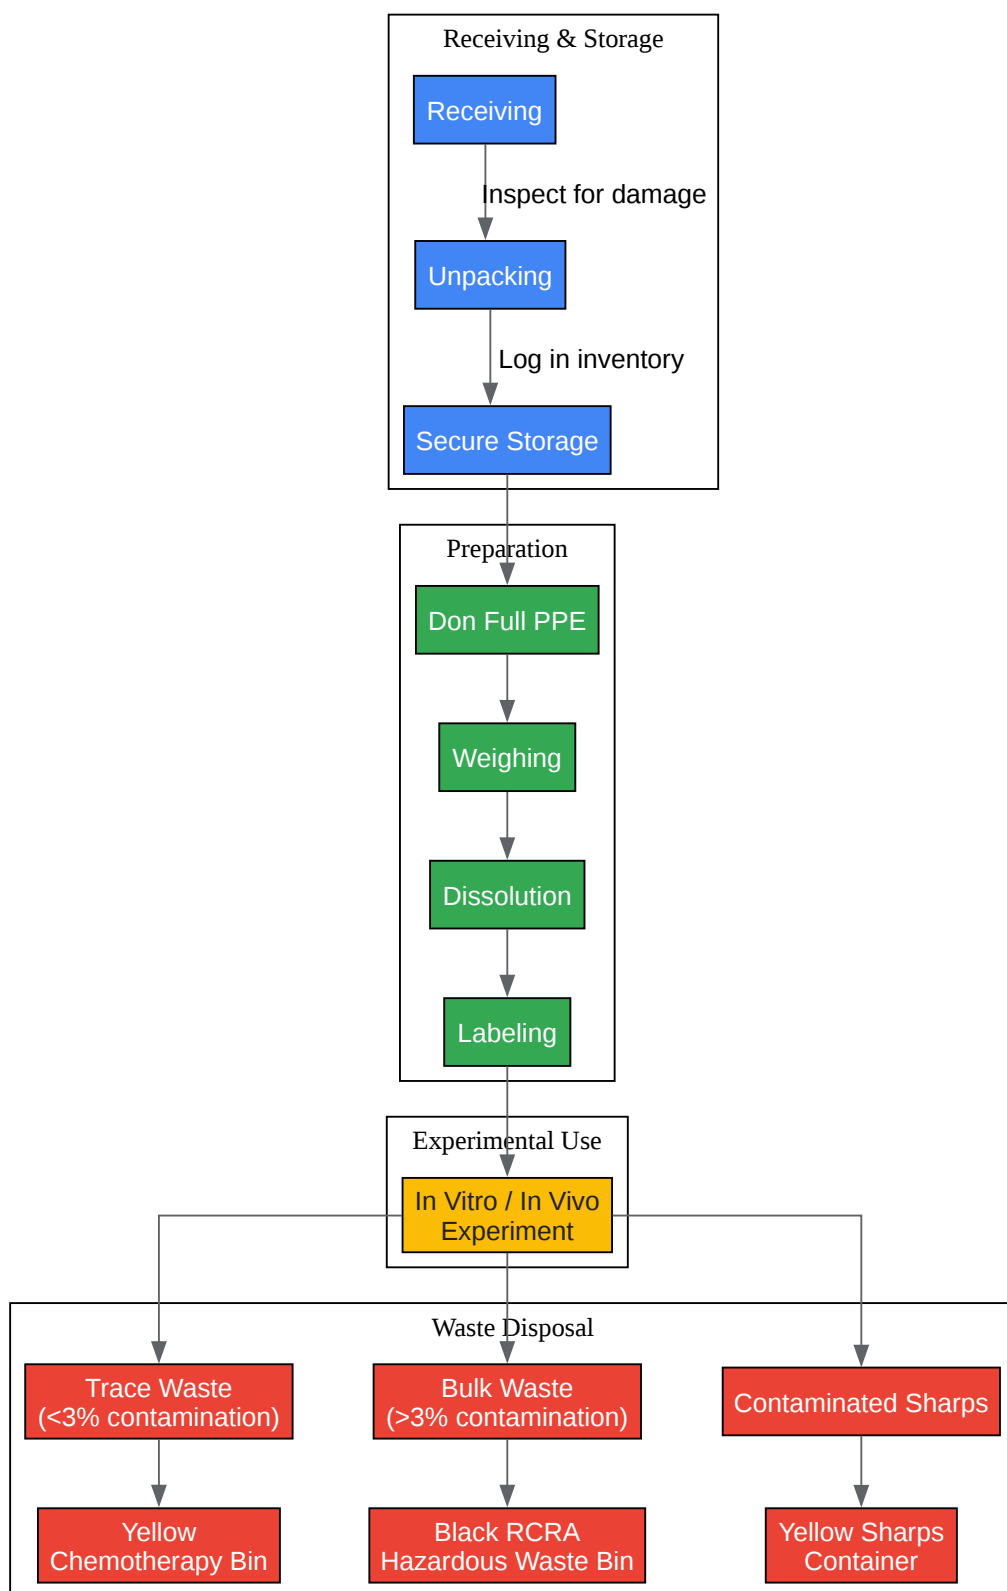 Receiving & Storage
Receiving
Inspect for damage
Unpacking
Log in inventory
Secure Storage
Preparation
Don Full PPE
Weighing
Dissolution
Labeling
Experimental Use
In Vitro / In Vivo
Experiment
Waste Disposal
Trace Waste
(<3% contamination)
Bulk Waste
(>3% contamination)
Contaminated Sharps
Yellow
Chemotherapy Bin
Black RCRA
Hazardous Waste Bin
Yellow Sharps
Container